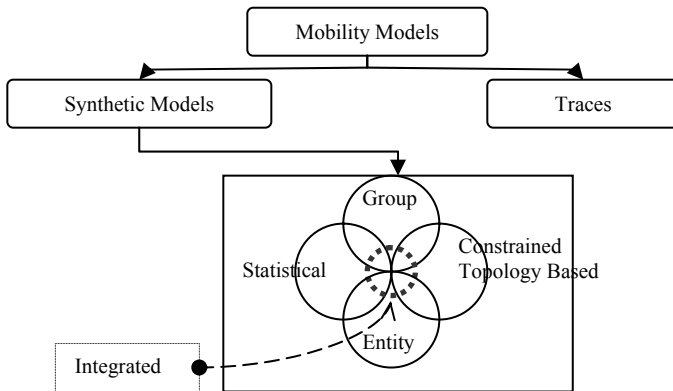 Mobility Models
Synthetic Models
Traces
Group
Statistical
Constrained
Topology Based
Entity
Integrated